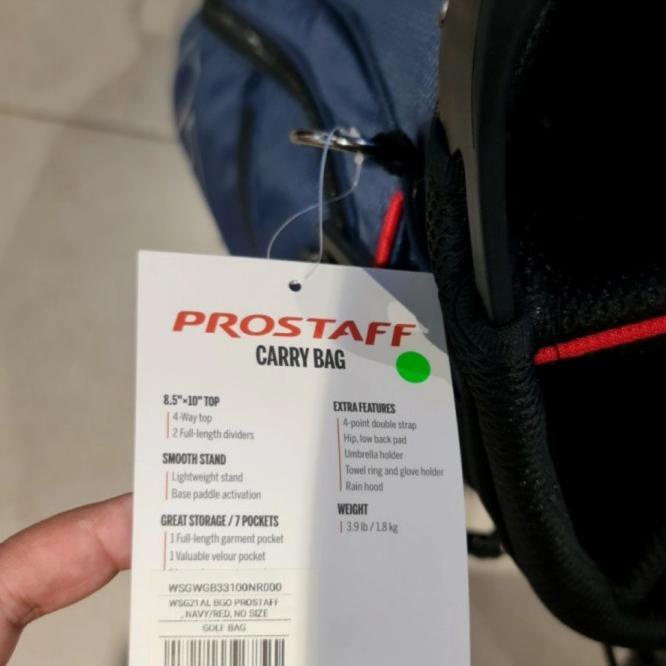 PROSTAFF
CARRY BAG
8.5"×10" TOP
4-Way top
2 Full-length dividers
SMOOTH STAND
Lightweight stand
Base paddle activation
GREAT STORAGE / 7 POCKETS
1 Full-length garment pocket
1 Valuable velour pocket
EXTRA FEATURES
4-point double strap
Hip, low back pad
Umbrella holder
Towel ring and glove holder
Rain hood
WEIGHT
3.9 lb / 1.8 kg
WSGWGB33100NR000
WSG21AL BGO PROSTAFF
, NAVY/RED, NO SIZE
GOLF BAG